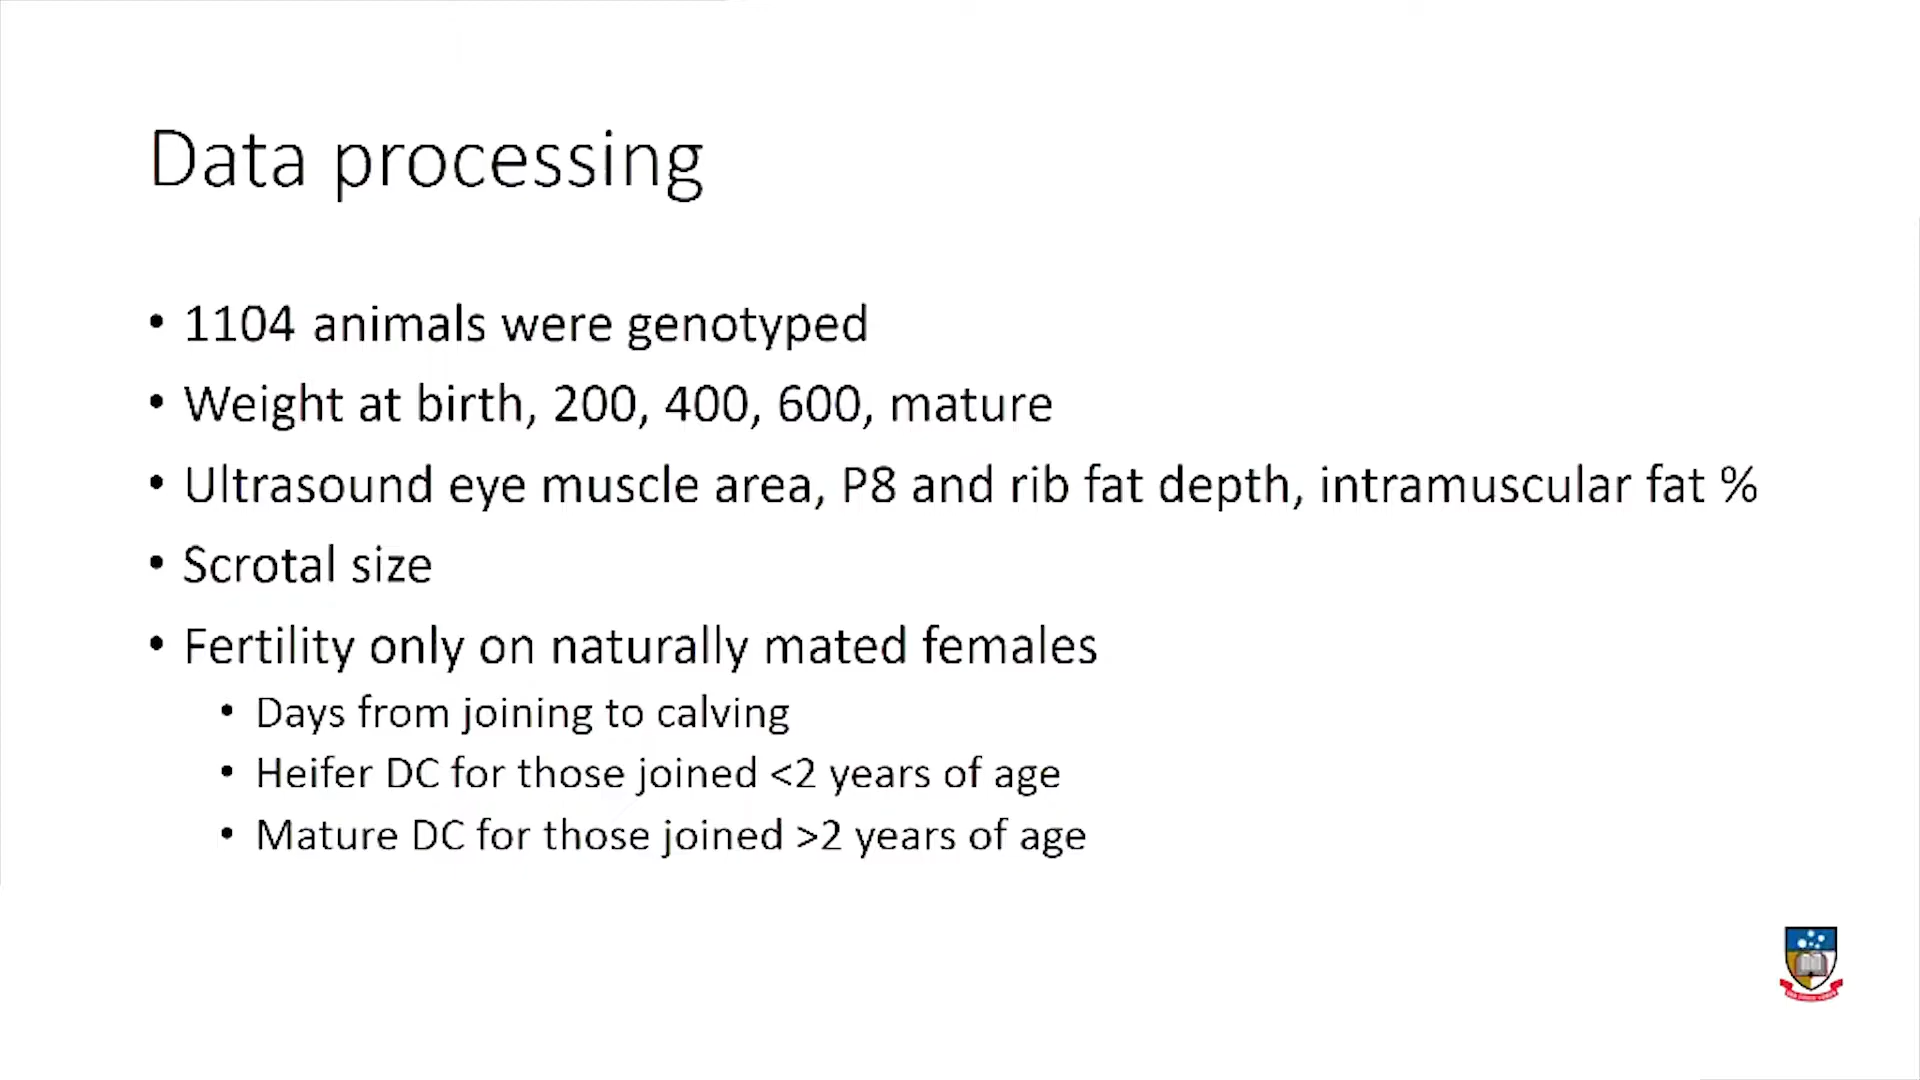 Data processing
• 1104 animals were genotyped
• Weight at birth, 200, 400, 600, mature
• Ultrasound eye muscle area, P8 and rib fat depth, intramuscular fat %
• Scrotal size
• Fertility only on naturally mated females
• Days from joining to calving
• Heifer DC for those joined <2 years of age
• Mature DC for those joined >2 years of age